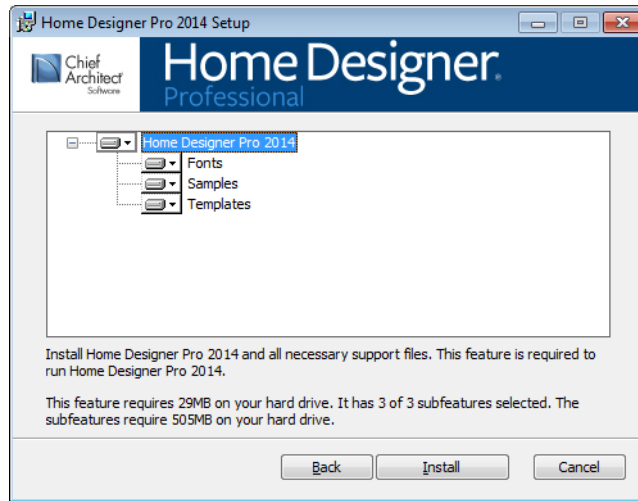 Home Designer Pro 2014 Setup
Chief
Architect
Software
Home Designer.
Professional
Home Designer Pro 2014
Fonts
Samples
Templates
Install Home Designer Pro 2014 and all necessary support files. This feature is required to
run Home Designer Pro 2014.
This feature requires 29MB on your hard drive. It has 3 of 3 subfeatures selected. The
subfeatures require 505MB on your hard drive.
Back
Install
Cancel